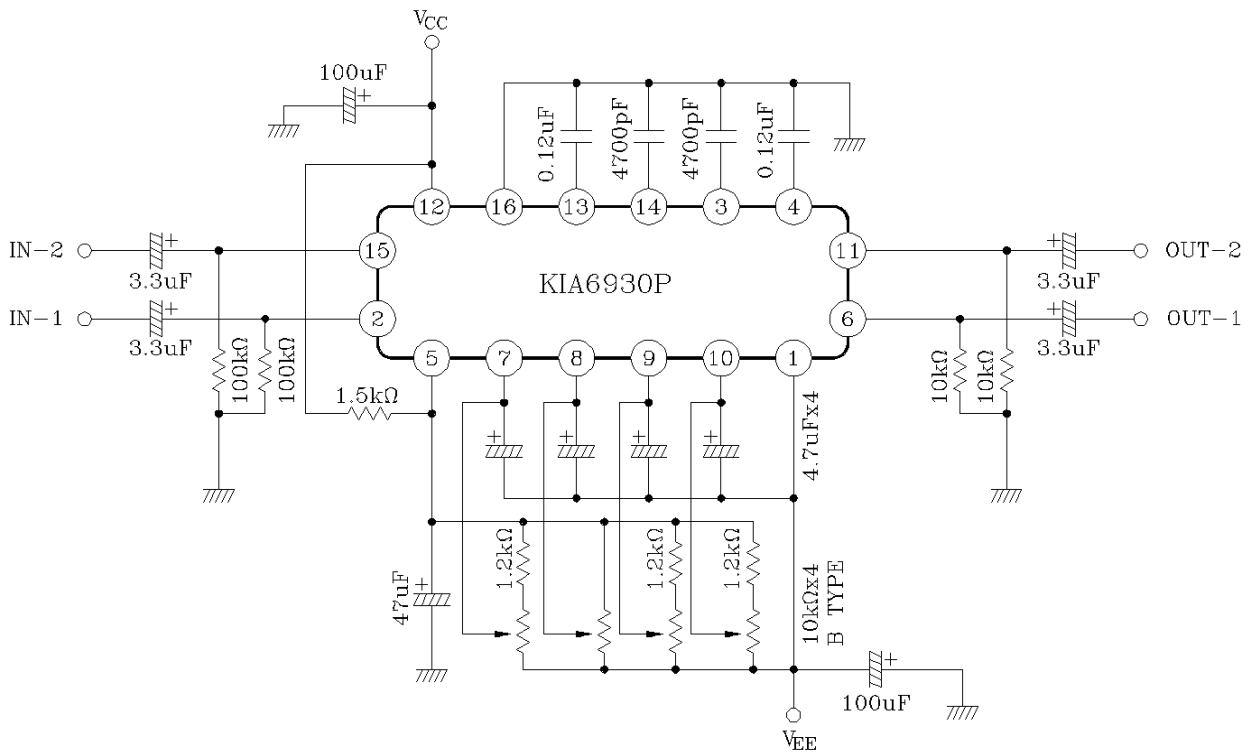 VCC
100uF
0.12uF
4700pF
4700pF
0.12uF
12
16
13
14
3
4
IN-2
3.3uF
15
KIA6930P
11
3.3uF
OUT-2
IN-1
3.3uF
2
6
3.3uF
OUT-1
5
7
8
9
10
1
100kΩ
100kΩ
1.5kΩ
10kΩ
10kΩ
4.7uFx4
1.2kΩ
1.2kΩ
1.2kΩ
47uF
10kΩx4
B TYPE
100uF
VEE